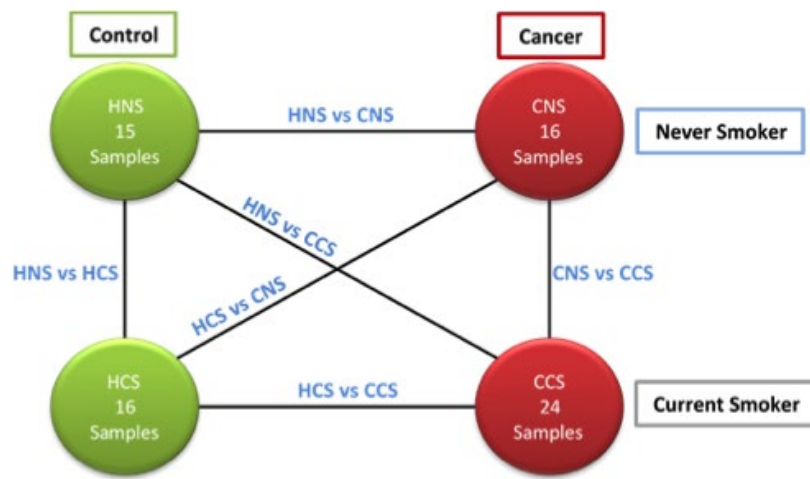 Control
Cancer
HNS
15
Samples
HNS vs CNS
CNS
16
Samples
Never Smoker
HNS vs CCS
HNS vs HCS
HCS vs CNS
CNS vs CCS
HCS
16
Samples
HCS vs CCS
CCS
24
Samples
Current Smoker